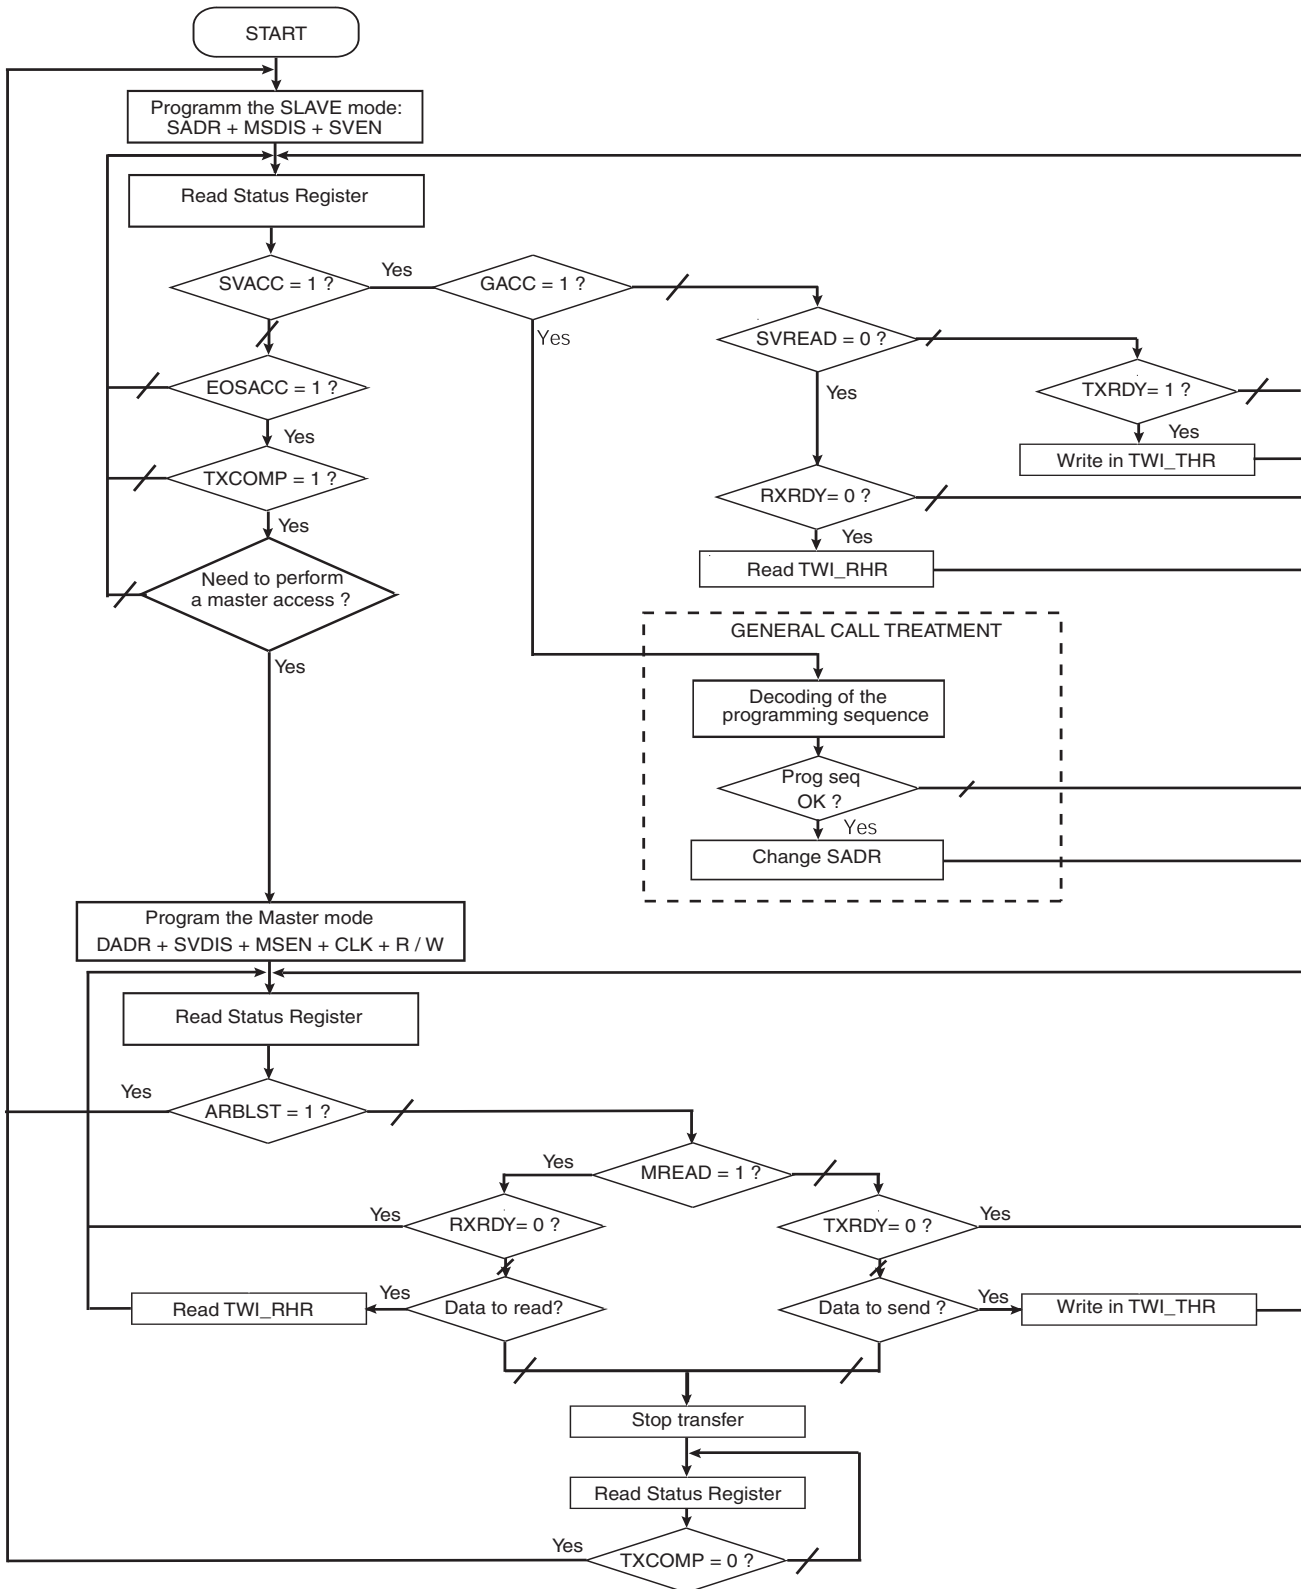 START
Programm the SLAVE mode:
SADR + MSDIS + SVEN
Read Status Register
SVACC = 1 ?
Yes
GACC = 1 ?
Yes
SVREAD = 0 ?
EOSACC = 1 ?
Yes
TXRDY= 1 ?
Yes
Yes
Write in TWI_THR
TXCOMP = 1 ?
RXRDY= 0 ?
Yes
Yes
Read TWI_RHR
Need to perform
a master access ?
Yes
GENERAL CALL TREATMENT
Decoding of the
programming sequence
Prog seq
OK ?
Yes
Change SADR
Program the Master mode
DADR + SVDIS + MSEN + CLK + R / W
Read Status Register
Yes
ARBLST = 1 ?
Yes
MREAD = 1 ?
Yes
RXRDY= 0 ?
TXRDY= 0 ?
Yes
Read TWI_RHR
Yes
Data to read?
Data to send ?
Yes
Write in TWI_THR
Stop transfer
Read Status Register
Yes
TXCOMP = 0 ?